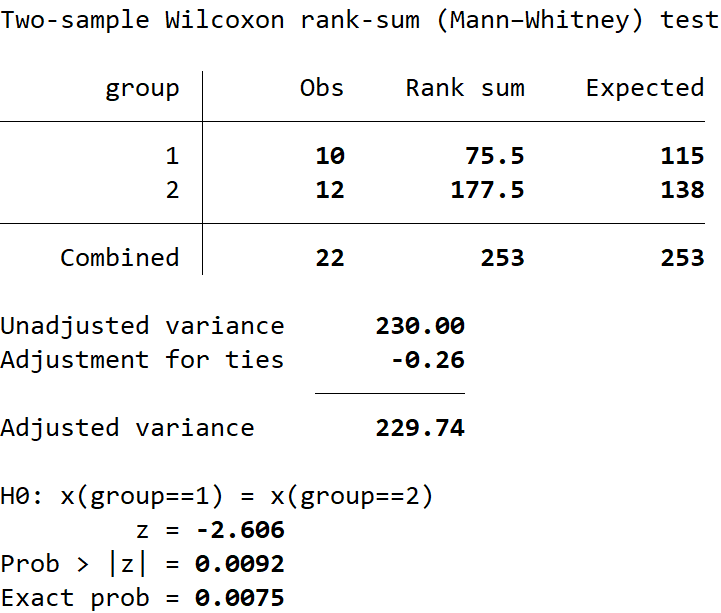 Two-sample Wilcoxon rank-sum (Mann–Whitney) test
group Obs Rank sum Expected
1 10 75.5 115
2 12 177.5 138
Combined 22 253 253
Unadjusted variance 230.00
Adjustment for ties -0.26
Adjusted variance 229.74
H0: x(group==1) = x(group==2)
z = -2.606
Prob > |z| = 0.0092
Exact prob = 0.0075